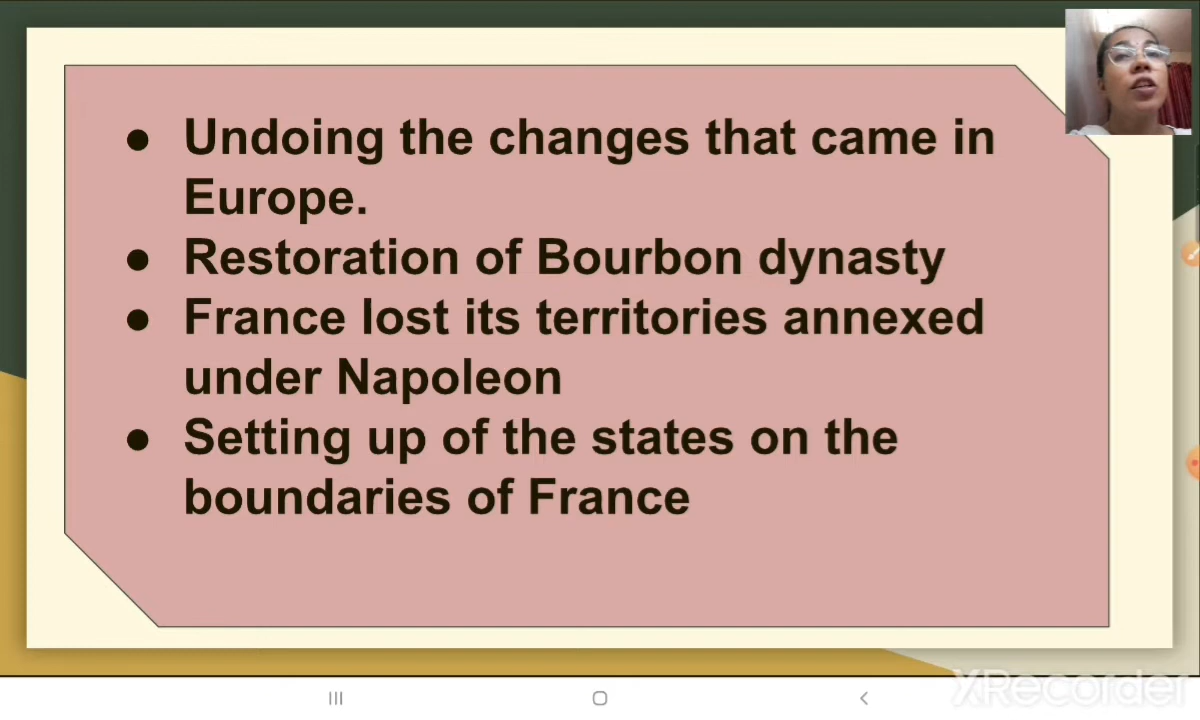 ● Undoing the changes that came in
Europe.
● Restoration of Bourbon dynasty
● France lost its territories annexed
under Napoleon
● Setting up of the states on the
boundaries of France
XRecorder